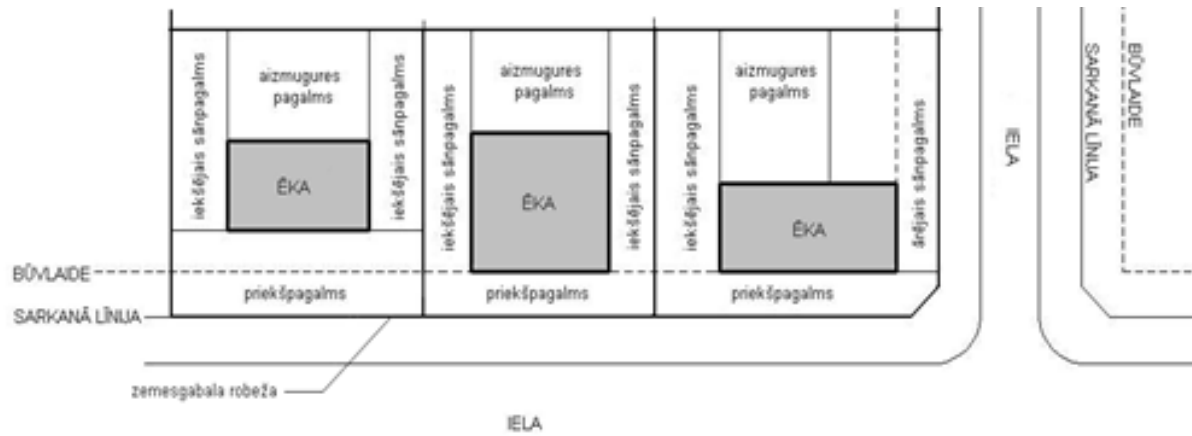 iekšējais sānpagalms
aizmugures
pagalms
iekšējais sānpagalms
ĒKA
iekšējais sānpagalms
aizmugures
pagalms
iekšējais sānpagalms
ĒKA
iekšējais sānpagalms
aizmugures
pagalms
ĒKA
ārējais sānpagalms
IELA
SARKANĀ LĪNIJA
BŪVLAIDE
BŪVLAIDE
priekšpagalms
priekšpagalms
priekšpagalms
SARKANĀ LĪNIJA
zemesgabala robeža
IELA